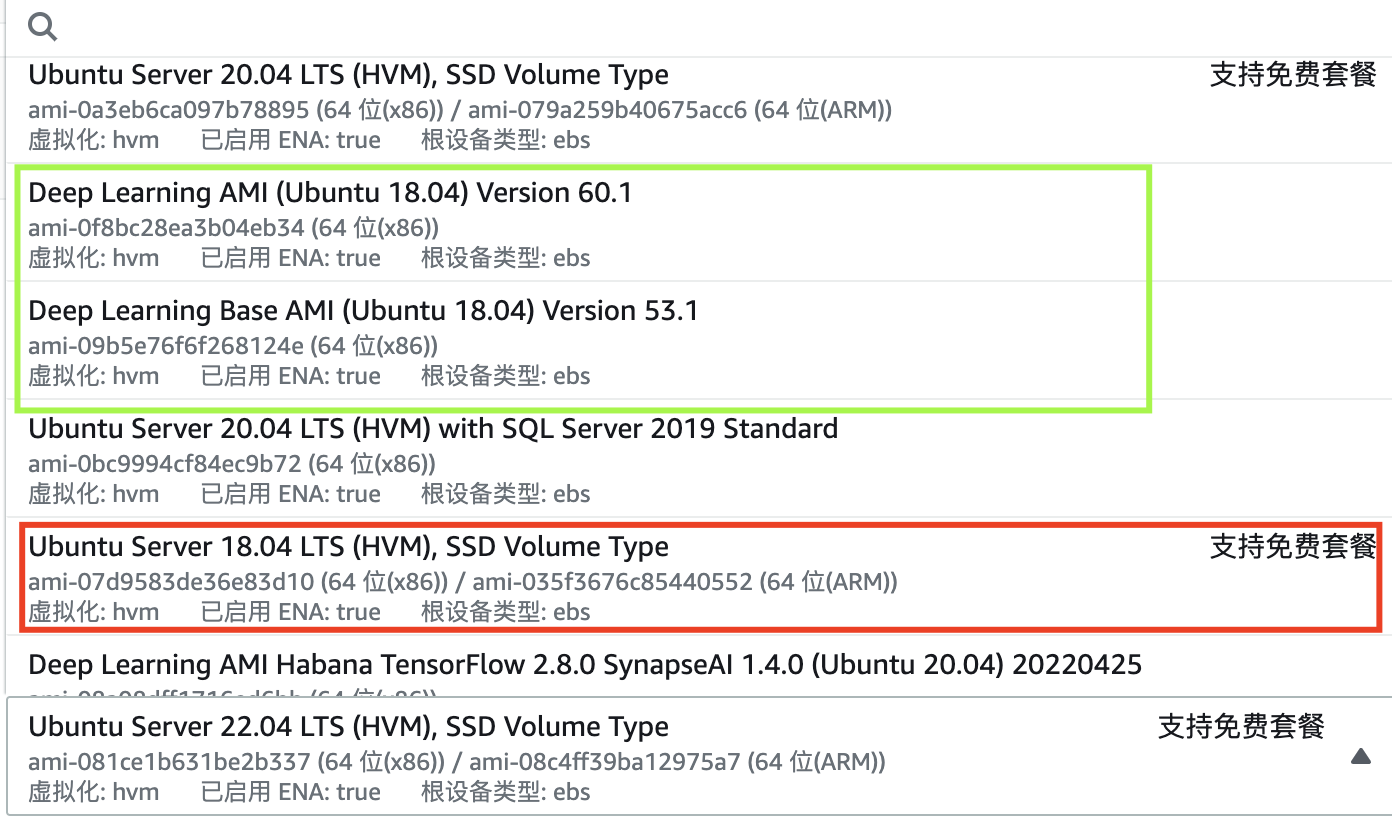 Ubuntu Server 20.04 LTS (HVM), SSD Volume Type 支持免费套餐
ami-0a3eb6ca097b78895 (64 位(x86)) / ami-079a259b40675acc6 (64 位(ARM))
虚拟化: hvm 已启用 ENA: true 根设备类型: ebs
Deep Learning AMI (Ubuntu 18.04) Version 60.1
ami-0f8bc28ea3b04eb34 (64 位(x86))
虚拟化: hvm 已启用 ENA: true 根设备类型: ebs
Deep Learning Base AMI (Ubuntu 18.04) Version 53.1
ami-09b5e76f6f268124e (64 位(x86))
虚拟化: hvm 已启用 ENA: true 根设备类型: ebs
Ubuntu Server 20.04 LTS (HVM) with SQL Server 2019 Standard
ami-0bc9994cf84ec9b72 (64 位(x86))
虚拟化: hvm 已启用 ENA: true 根设备类型: ebs
Ubuntu Server 18.04 LTS (HVM), SSD Volume Type 支持免费套餐
ami-07d9583de36e83d10 (64 位(x86)) / ami-035f3676c85440552 (64 位(ARM))
虚拟化: hvm 已启用 ENA: true 根设备类型: ebs
Deep Learning AMI Habana TensorFlow 2.8.0 SynapseAI 1.4.0 (Ubuntu 20.04) 20220425
(64 位(x86))
Ubuntu Server 22.04 LTS (HVM), SSD Volume Type 支持免费套餐
ami-081ce1b631be2b337 (64 位(x86)) / ami-08c4ff39ba12975a7 (64 位(ARM))
虚拟化: hvm 已启用 ENA: true 根设备类型: ebs